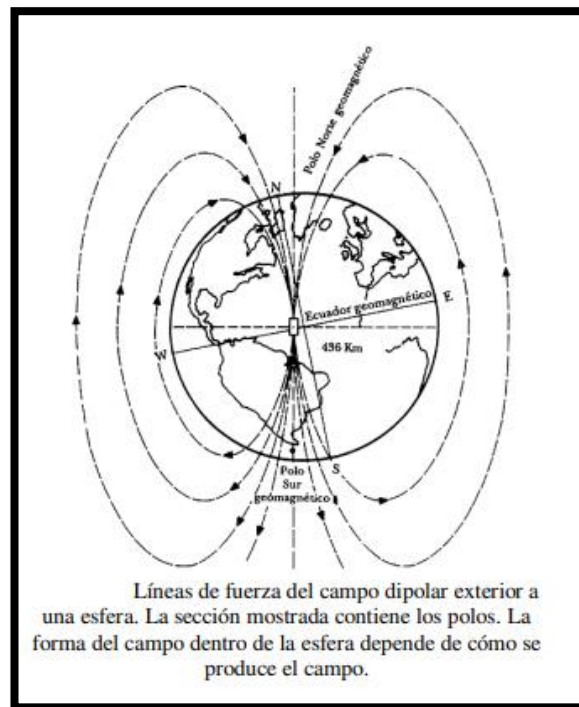 Polo Norse geomagnético
N
Ecuador geomagnético
E
436 Km
W
S
Polo
Sur
geomagnético
Líneas de fuerza del campo dipolar exterior a
una esfera. La sección mostrada contiene los polos. La
forma del campo dentro de la esfera depende de cómo se
produce el campo.